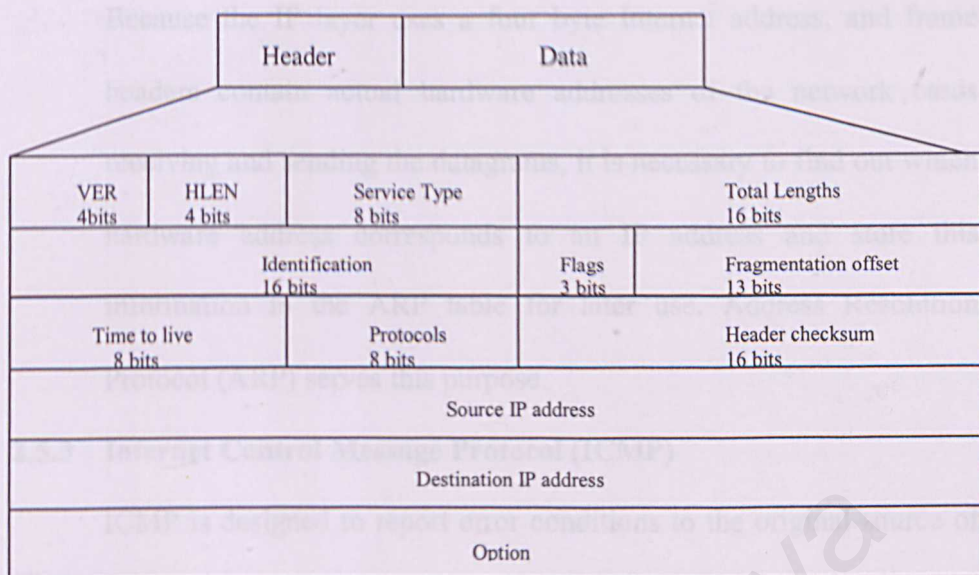 Because the IP layer uses a four byte Internet address, and frame
Header Data
headers contain actual hardware addresses of the network cards
receiving and sending the datagrams, it is necessary to find out which
VER HLEN Service Type Total Lengths
4bits 4 bits 8 bits 16 bits
hardware address corresponds to an IP address and store this
Identification Flags Fragmentation offset
16 bits 3 bits 13 bits
information in the ARP table for later use. Address Resolution
Time to live Protocols Header checksum
8 bits 8 bits 16 bits
Protocol (ARP) serves this purpose.
Source IP address
Internet Control Message Protocol (ICMP)
Destination IP address
ICMP is designed to report error conditions to the original source of
Option